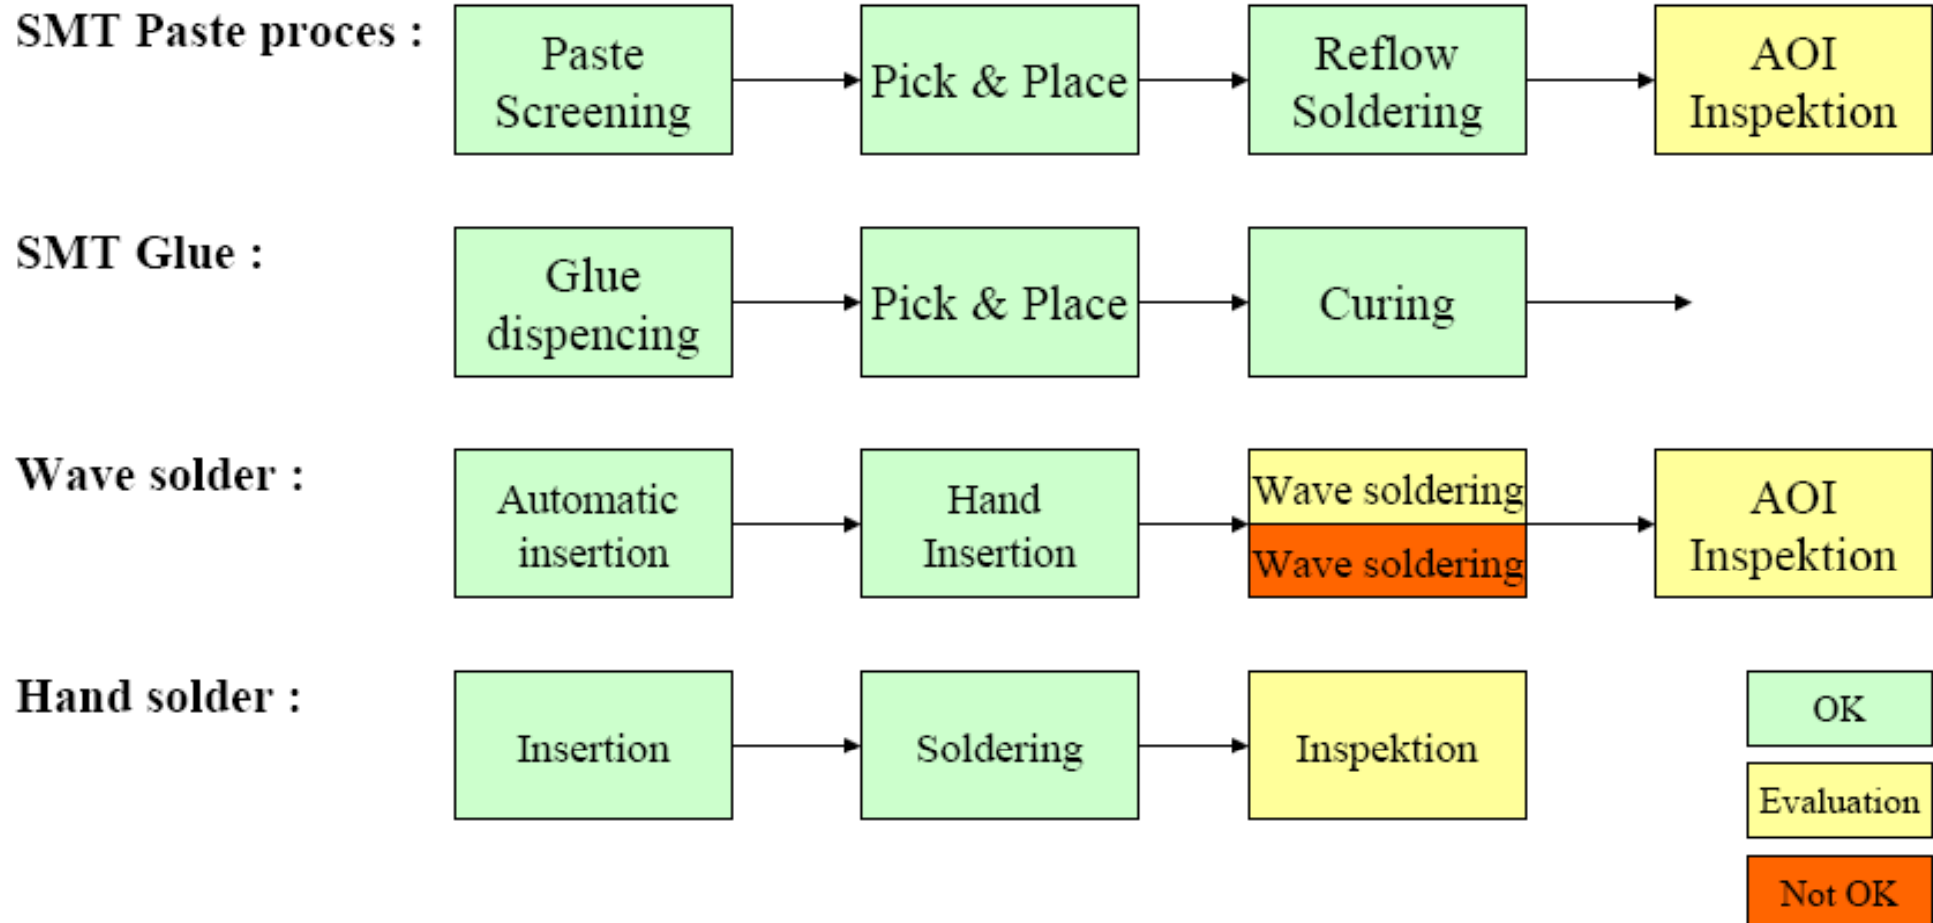 SMT Paste proces :
Paste
Screening
Pick & Place
Reflow
Soldering
AOI
Inspektion
SMT Glue :
Glue
dispencing
Pick & Place
Curing
Wave solder :
Automatic
insertion
Hand
Insertion
Wave soldering
Wave soldering
AOI
Inspektion
Hand solder :
Insertion
Soldering
Inspektion
OK
Evaluation
Not OK